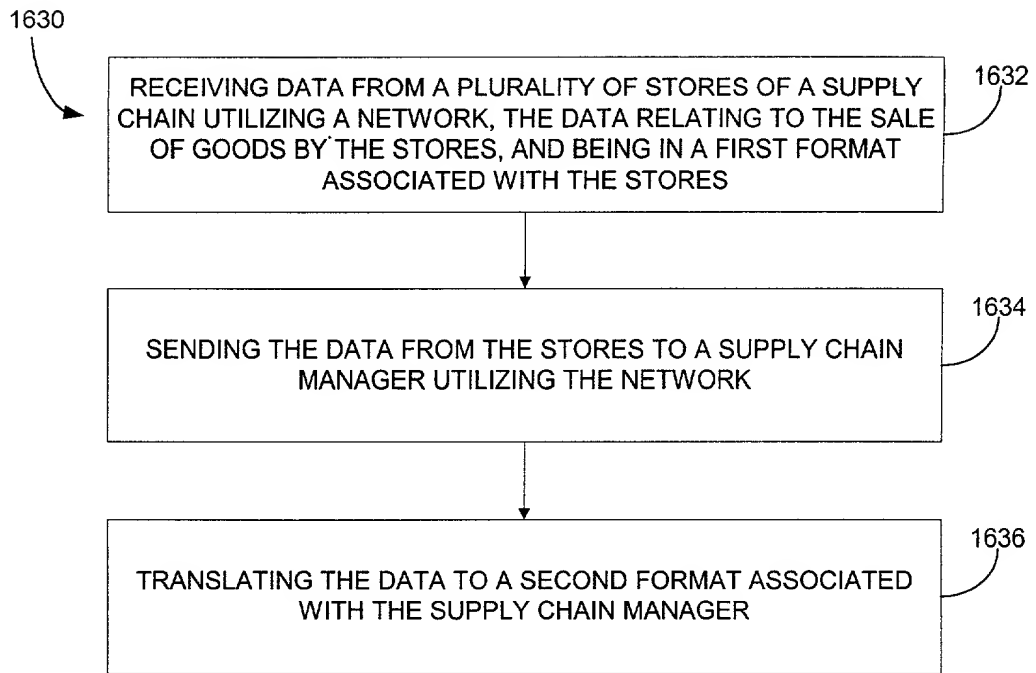 1630
RECEIVING DATA FROM A PLURALITY OF STORES OF A SUPPLY
CHAIN UTILIZING A NETWORK, THE DATA RELATING TO THE SALE
OF GOODS BY THE STORES, AND BEING IN A FIRST FORMAT
ASSOCIATED WITH THE STORES
1632
SENDING THE DATA FROM THE STORES TO A SUPPLY CHAIN
MANAGER UTILIZING THE NETWORK
1634
TRANSLATING THE DATA TO A SECOND FORMAT ASSOCIATED
WITH THE SUPPLY CHAIN MANAGER
1636